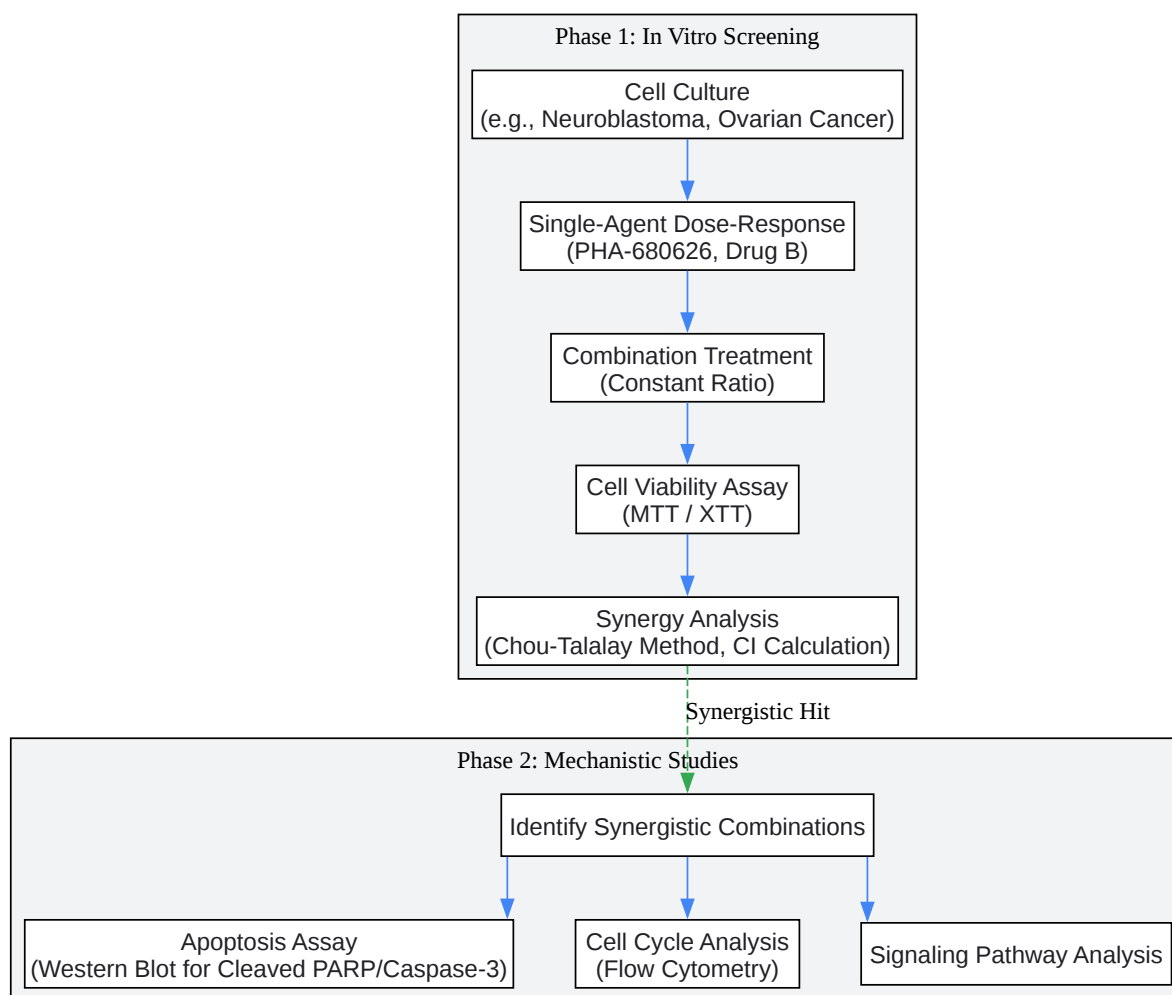 Phase 1: In Vitro Screening
Cell Culture
(e.g., Neuroblastoma, Ovarian Cancer)
Single-Agent Dose-Response
(PHA-680626, Drug B)
Combination Treatment
(Constant Ratio)
Cell Viability Assay
(MTT / XTT)
Synergy Analysis
(Chou-Talalay Method, CI Calculation)
Synergistic Hit
Phase 2: Mechanistic Studies
Identify Synergistic Combinations
Apoptosis Assay
(Western Blot for Cleaved PARP/Caspase-3)
Cell Cycle Analysis
(Flow Cytometry)
Signaling Pathway Analysis